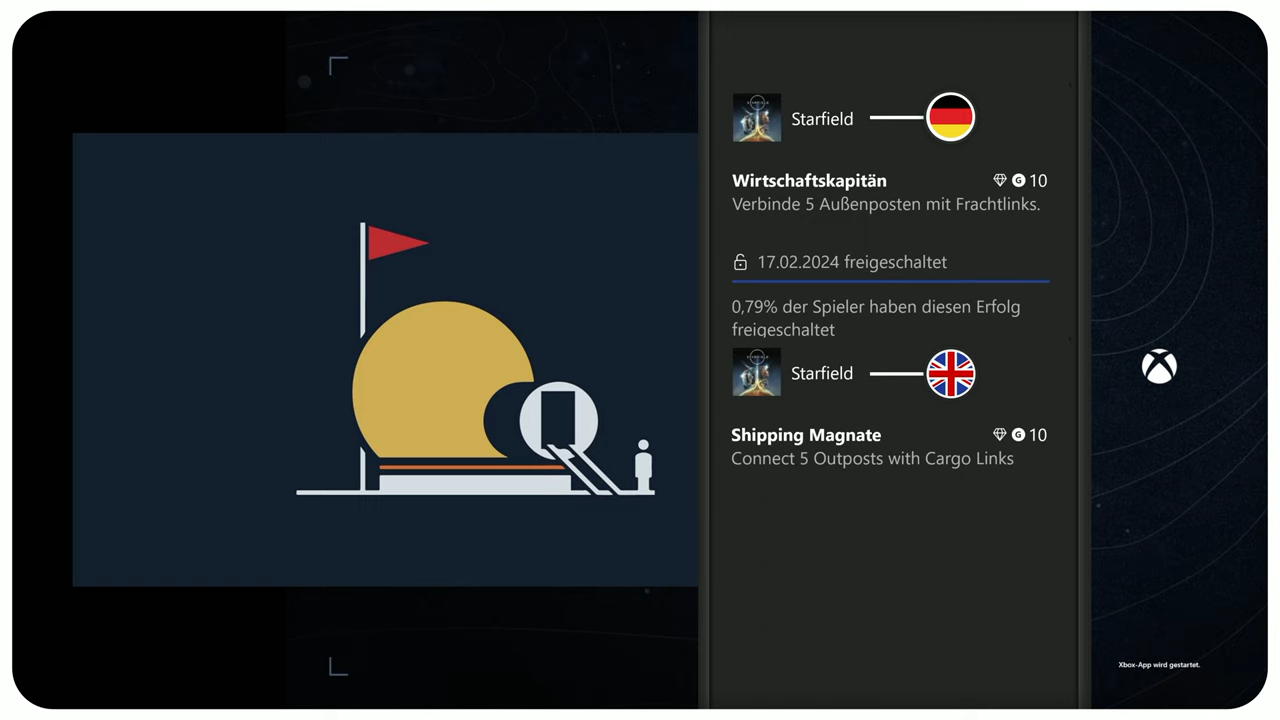 Starfield
Wirtschaftskapitän
G 10
Verbinde 5 Außenposten mit Frachtlinks.
17.02.2024 freigeschaltet
0,79% der Spieler haben diesen Erfolg
freigeschaltet
Starfield
Shipping Magnate
G 10
Connect 5 Outposts with Cargo Links
Xbox-App wird gestartet.